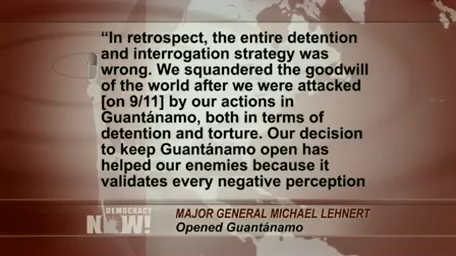 “In retrospect, the entire detention
and interrogation strategy was
wrong. We squandered the goodwill
of the world after we were attacked
[on 9/11] by our actions in
Guantánamo, both in terms of
detention and torture. Our decision
to keep Guantánamo open has
helped our enemies because it
validates every negative perception
DEMOCRACY
NOW!
MAJOR GENERAL MICHAEL LEHNERT
Opened Guantánamo